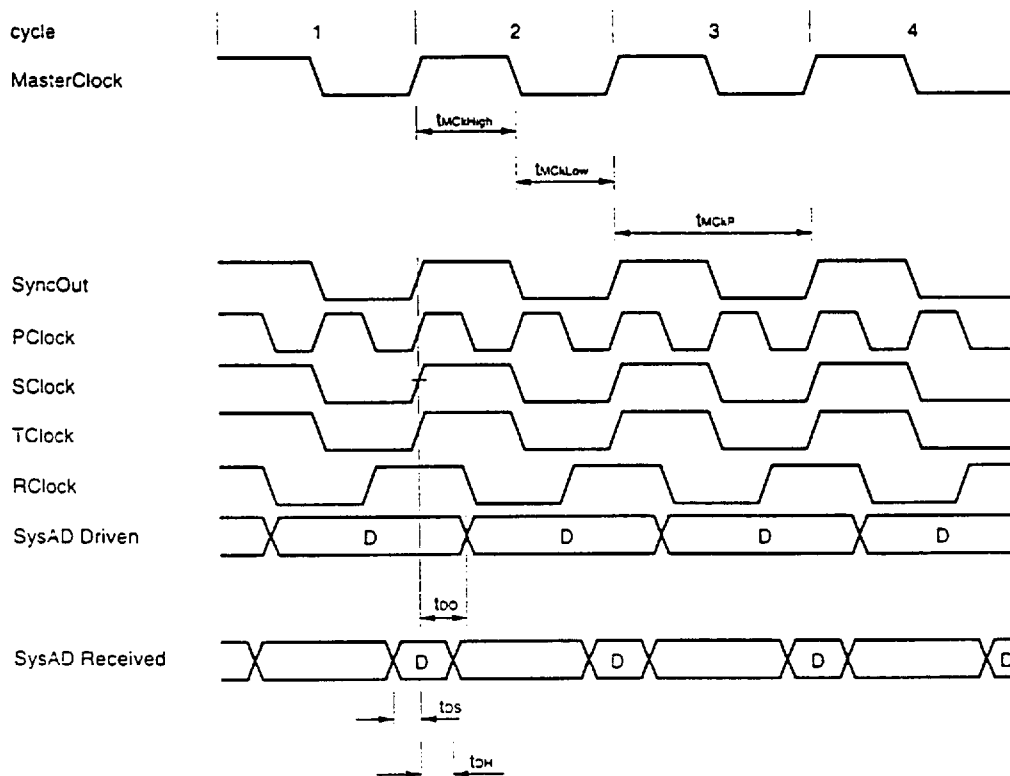 cycle 1 2 3 4
MasterClock
tMCkHigh
tMCkLow
tMCkP
SyncOut
PClock
SClock
TClock
RClock
SysAD Driven D D D D
tDO
SysAD Received D D D D
tDS
tDH